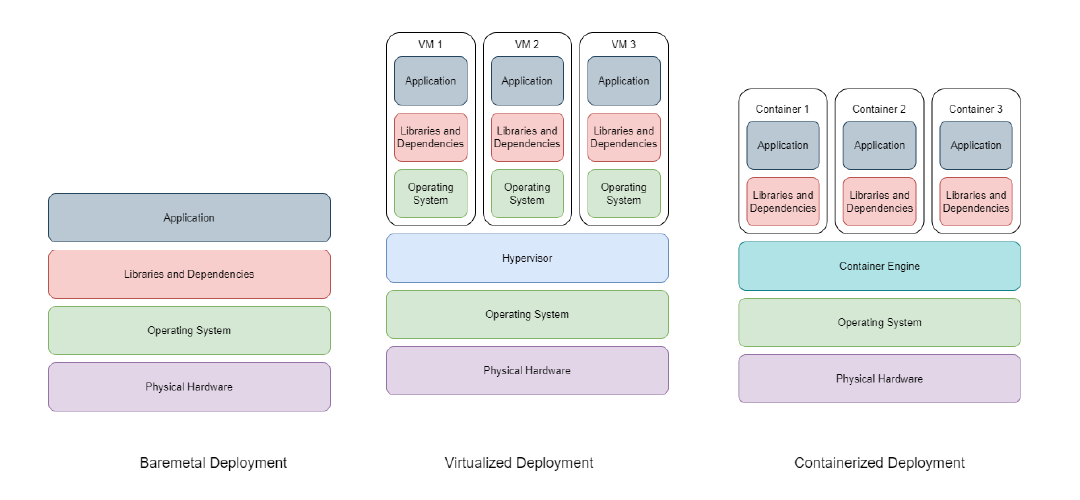 Application
Libraries and Dependencies
Operating System
Physical Hardware
Baremetal Deployment
VM 1
Application
Libraries and
Dependencies
Operating
System
VM 2
Application
Libraries and
Dependencies
Operating
System
VM 3
Application
Libraries and
Dependencies
Operating
System
Hypervisor
Operating System
Physical Hardware
Virtualized Deployment
Container 1
Application
Libraries and
Dependencies
Container 2
Application
Libraries and
Dependencies
Container 3
Application
Libraries and
Dependencies
Container Engine
Operating System
Physical Hardware
Containerized Deployment